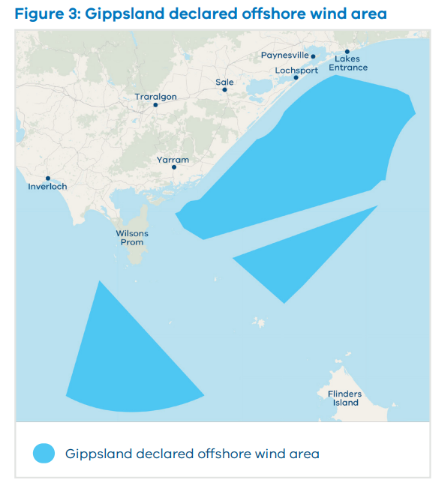 Figure 3: Gippsland declared offshore wind area
Paynesville
Lakes
Entrance
Lochsport
Sale
Traralgon
Yarram
Inverloch
Wilsons
Prom
Flinders
Island
Gippsland declared offshore wind area